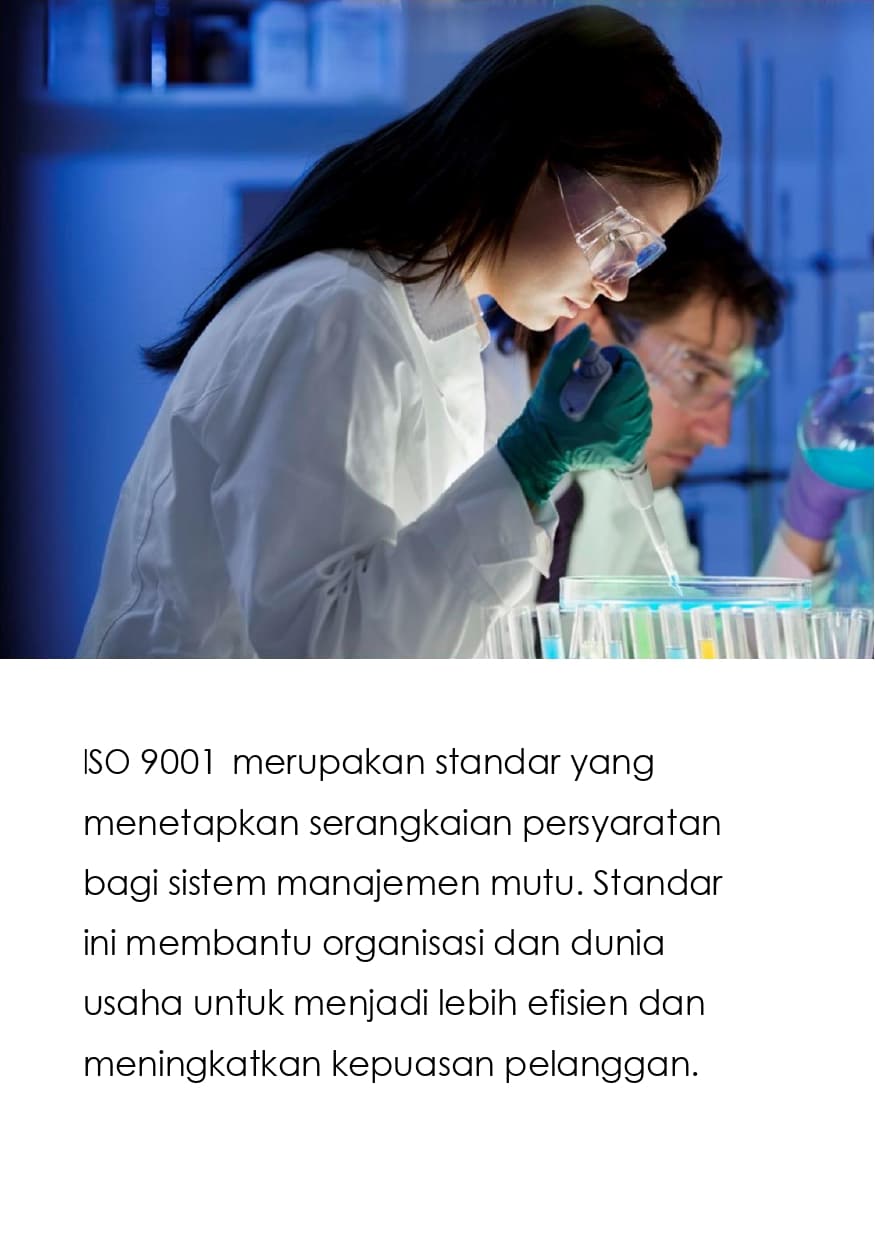 ISO 9001 merupakan standar yang
menetapkan serangkaian persyaratan
bagi sistem manajemen mutu. Standar
ini membantu organisasi dan dunia
usaha untuk menjadi lebih efisien dan
meningkatkan kepuasan pelanggan.